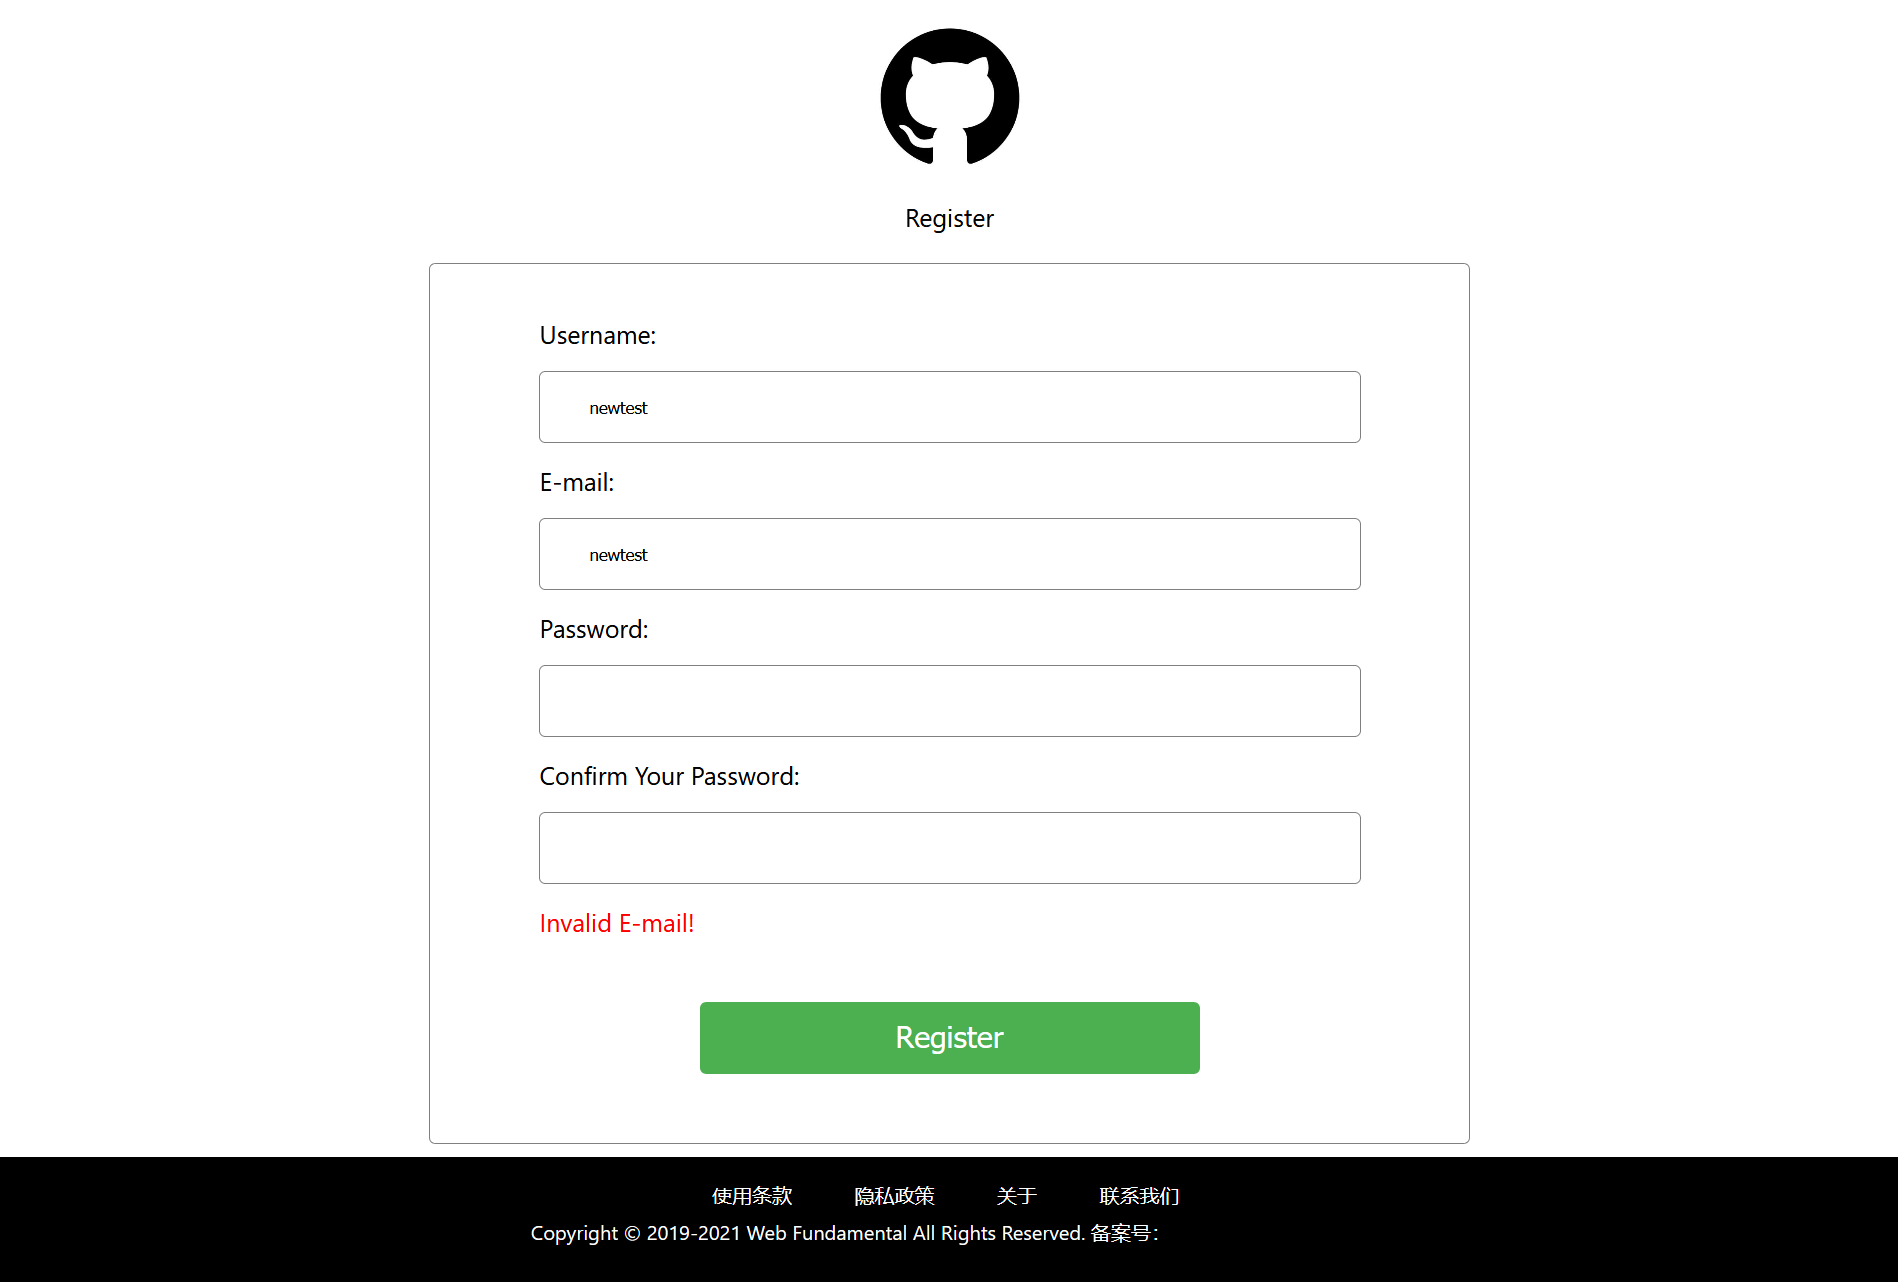 Register
Username:
newtest
E-mail:
newtest
Password:
Confirm Your Password:
Invalid E-mail!
Register
使用条款 隐私政策 关于 联系我们
Copyright © 2019-2021 Web Fundamental All Rights Reserved. 备案号：